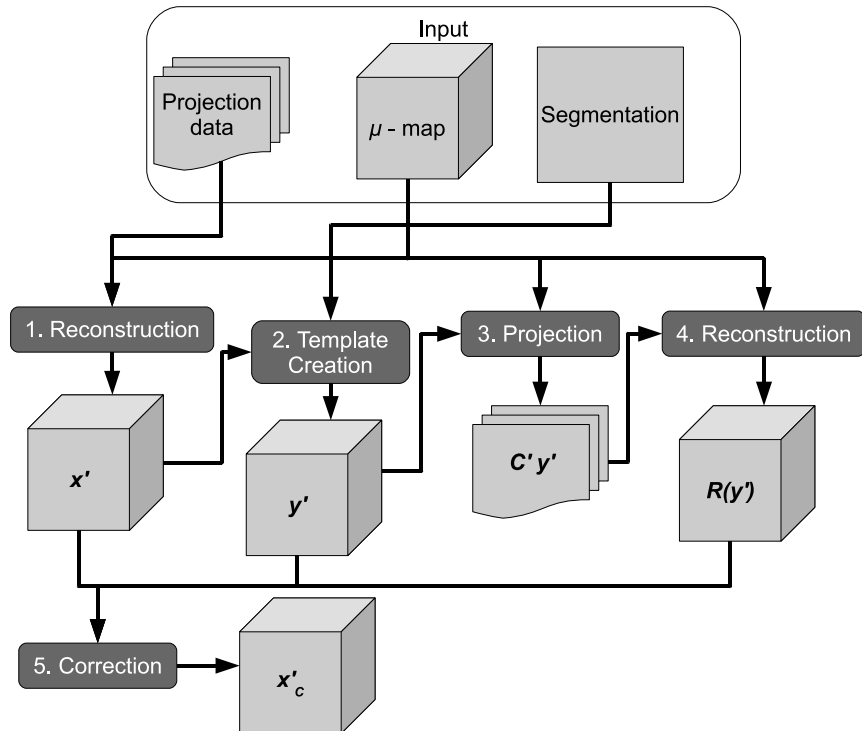 Input
Projection
data
μ - map
Segmentation
1. Reconstruction
2. Template
Creation
3. Projection
4. Reconstruction
x'
y'
C' y'
R(y')
5. Correction
x'c